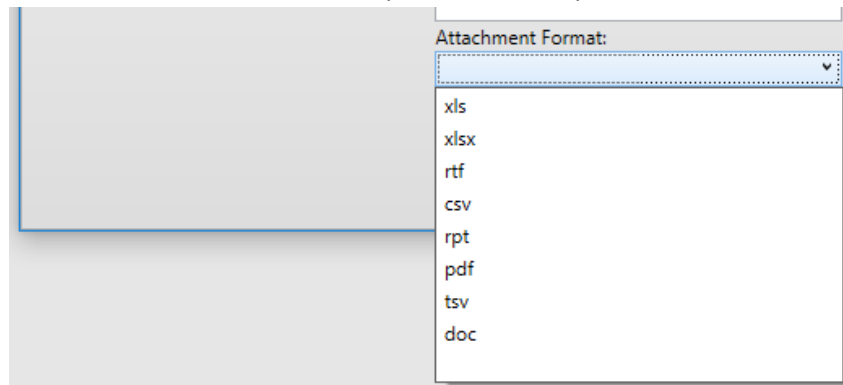 Attachment Format:
xls
xlsx
rtf
csv
rpt
pdf
tsv
doc